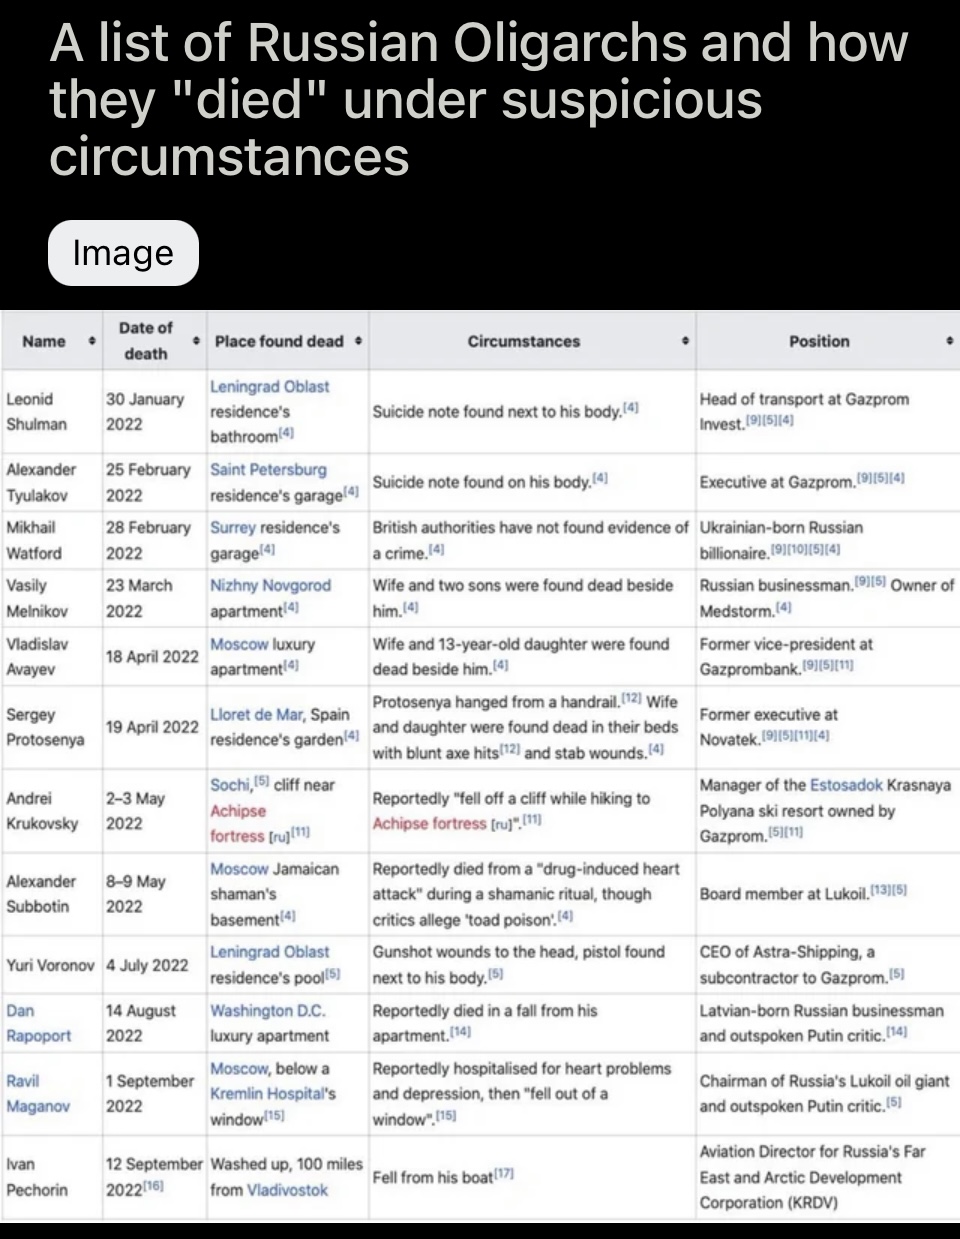 A list of Russian Oligarchs and how
they "died" under suspicious
circumstances
Image
Name
Date of
death
Place found dead
Circumstances
Position
Leonid
Shulman
30 January
2022
Leningrad Oblast
residence's
bathroom[4]
Suicide note found next to his body.[4]
Head of transport at Gazprom
Invest.[9][5][4]
Alexander
Tyulakov
25 February
2022
Saint Petersburg
residence's garage[4]
Suicide note found on his body.[4]
Executive at Gazprom.[9][5][4]
Mikhail
Watford
28 February
2022
Surrey residence's
garage[4]
British authorities have not found evidence of
a crime.[4]
Ukrainian-born Russian
billionaire.[9][10][5][4]
Vasily
Melnikov
23 March
2022
Nizhny Novgorod
apartment[4]
Wife and two sons were found dead beside
him.[4]
Russian businessman.[9][5] Owner of
Medstorm.[4]
Vladislav
Avayev
18 April 2022
Moscow luxury
apartment[4]
Wife and 13-year-old daughter were found
dead beside him.[4]
Former vice-president at
Gazprombank.[9][5][11]
Sergey
Protosenya
19 April 2022
Lloret de Mar, Spain
residence's garden[4]
Protosenya hanged from a handrail.[12] Wife
and daughter were found dead in their beds
with blunt axe hits[12] and stab wounds.[4]
Former executive at
Novatek.[9][5][11][4]
Andrei
Krukovsky
2–3 May
2022
Sochi,[5] cliff near
Achipse
fortress [ru][11]
Reportedly "fell off a cliff while hiking to
Achipse fortress [ru]".[11]
Manager of the Estosadok Krasnaya
Polyana ski resort owned by
Gazprom.[5][11]
Alexander
Subbotin
8–9 May
2022
Moscow Jamaican
shaman's
basement[4]
Reportedly died from a "drug-induced heart
attack" during a shamanic ritual, though
critics allege 'toad poison'.[4]
Board member at Lukoil.[13][5]
Yuri Voronov
4 July 2022
Leningrad Oblast
residence's pool[5]
Gunshot wounds to the head, pistol found
next to his body.[5]
CEO of Astra-Shipping, a
subcontractor to Gazprom.[5]
Dan
Rapoport
14 August
2022
Washington D.C.
luxury apartment
Reportedly died in a fall from his
apartment.[14]
Latvian-born Russian businessman
and outspoken Putin critic.[14]
Ravil
Maganov
1 September
2022
Moscow, below a
Kremlin Hospital's
window[15]
Reportedly hospitalised for heart problems
and depression, then "fell out of a
window".[15]
Chairman of Russia's Lukoil oil giant
and outspoken Putin critic.[5]
Ivan
Pechorin
12 September
2022[16]
Washed up, 100 miles
from Vladivostok
Fell from his boat[17]
Aviation Director for Russia's Far
East and Arctic Development
Corporation (KRDV)